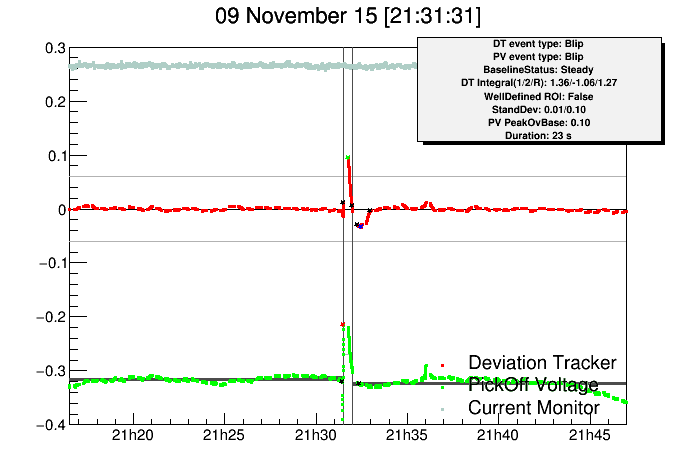 09 November 15 [21:31:31]
DT event type: Blip
PV event type: Blip
BaselineStatus: Steady
DT Integral(1/2/R): 1.36/-1.06/1.27
WellDefined ROI: False
StandDev: 0.01/0.10
PV PeakOvBase: 0.10
Duration: 23 s
0.3
0.2
0.1
0
−0.1
−0.2
−0.3
−0.4
Deviation Tracker
PickOff Voltage
Current Monitor
21h20 21h25 21h30 21h35 21h40 21h45